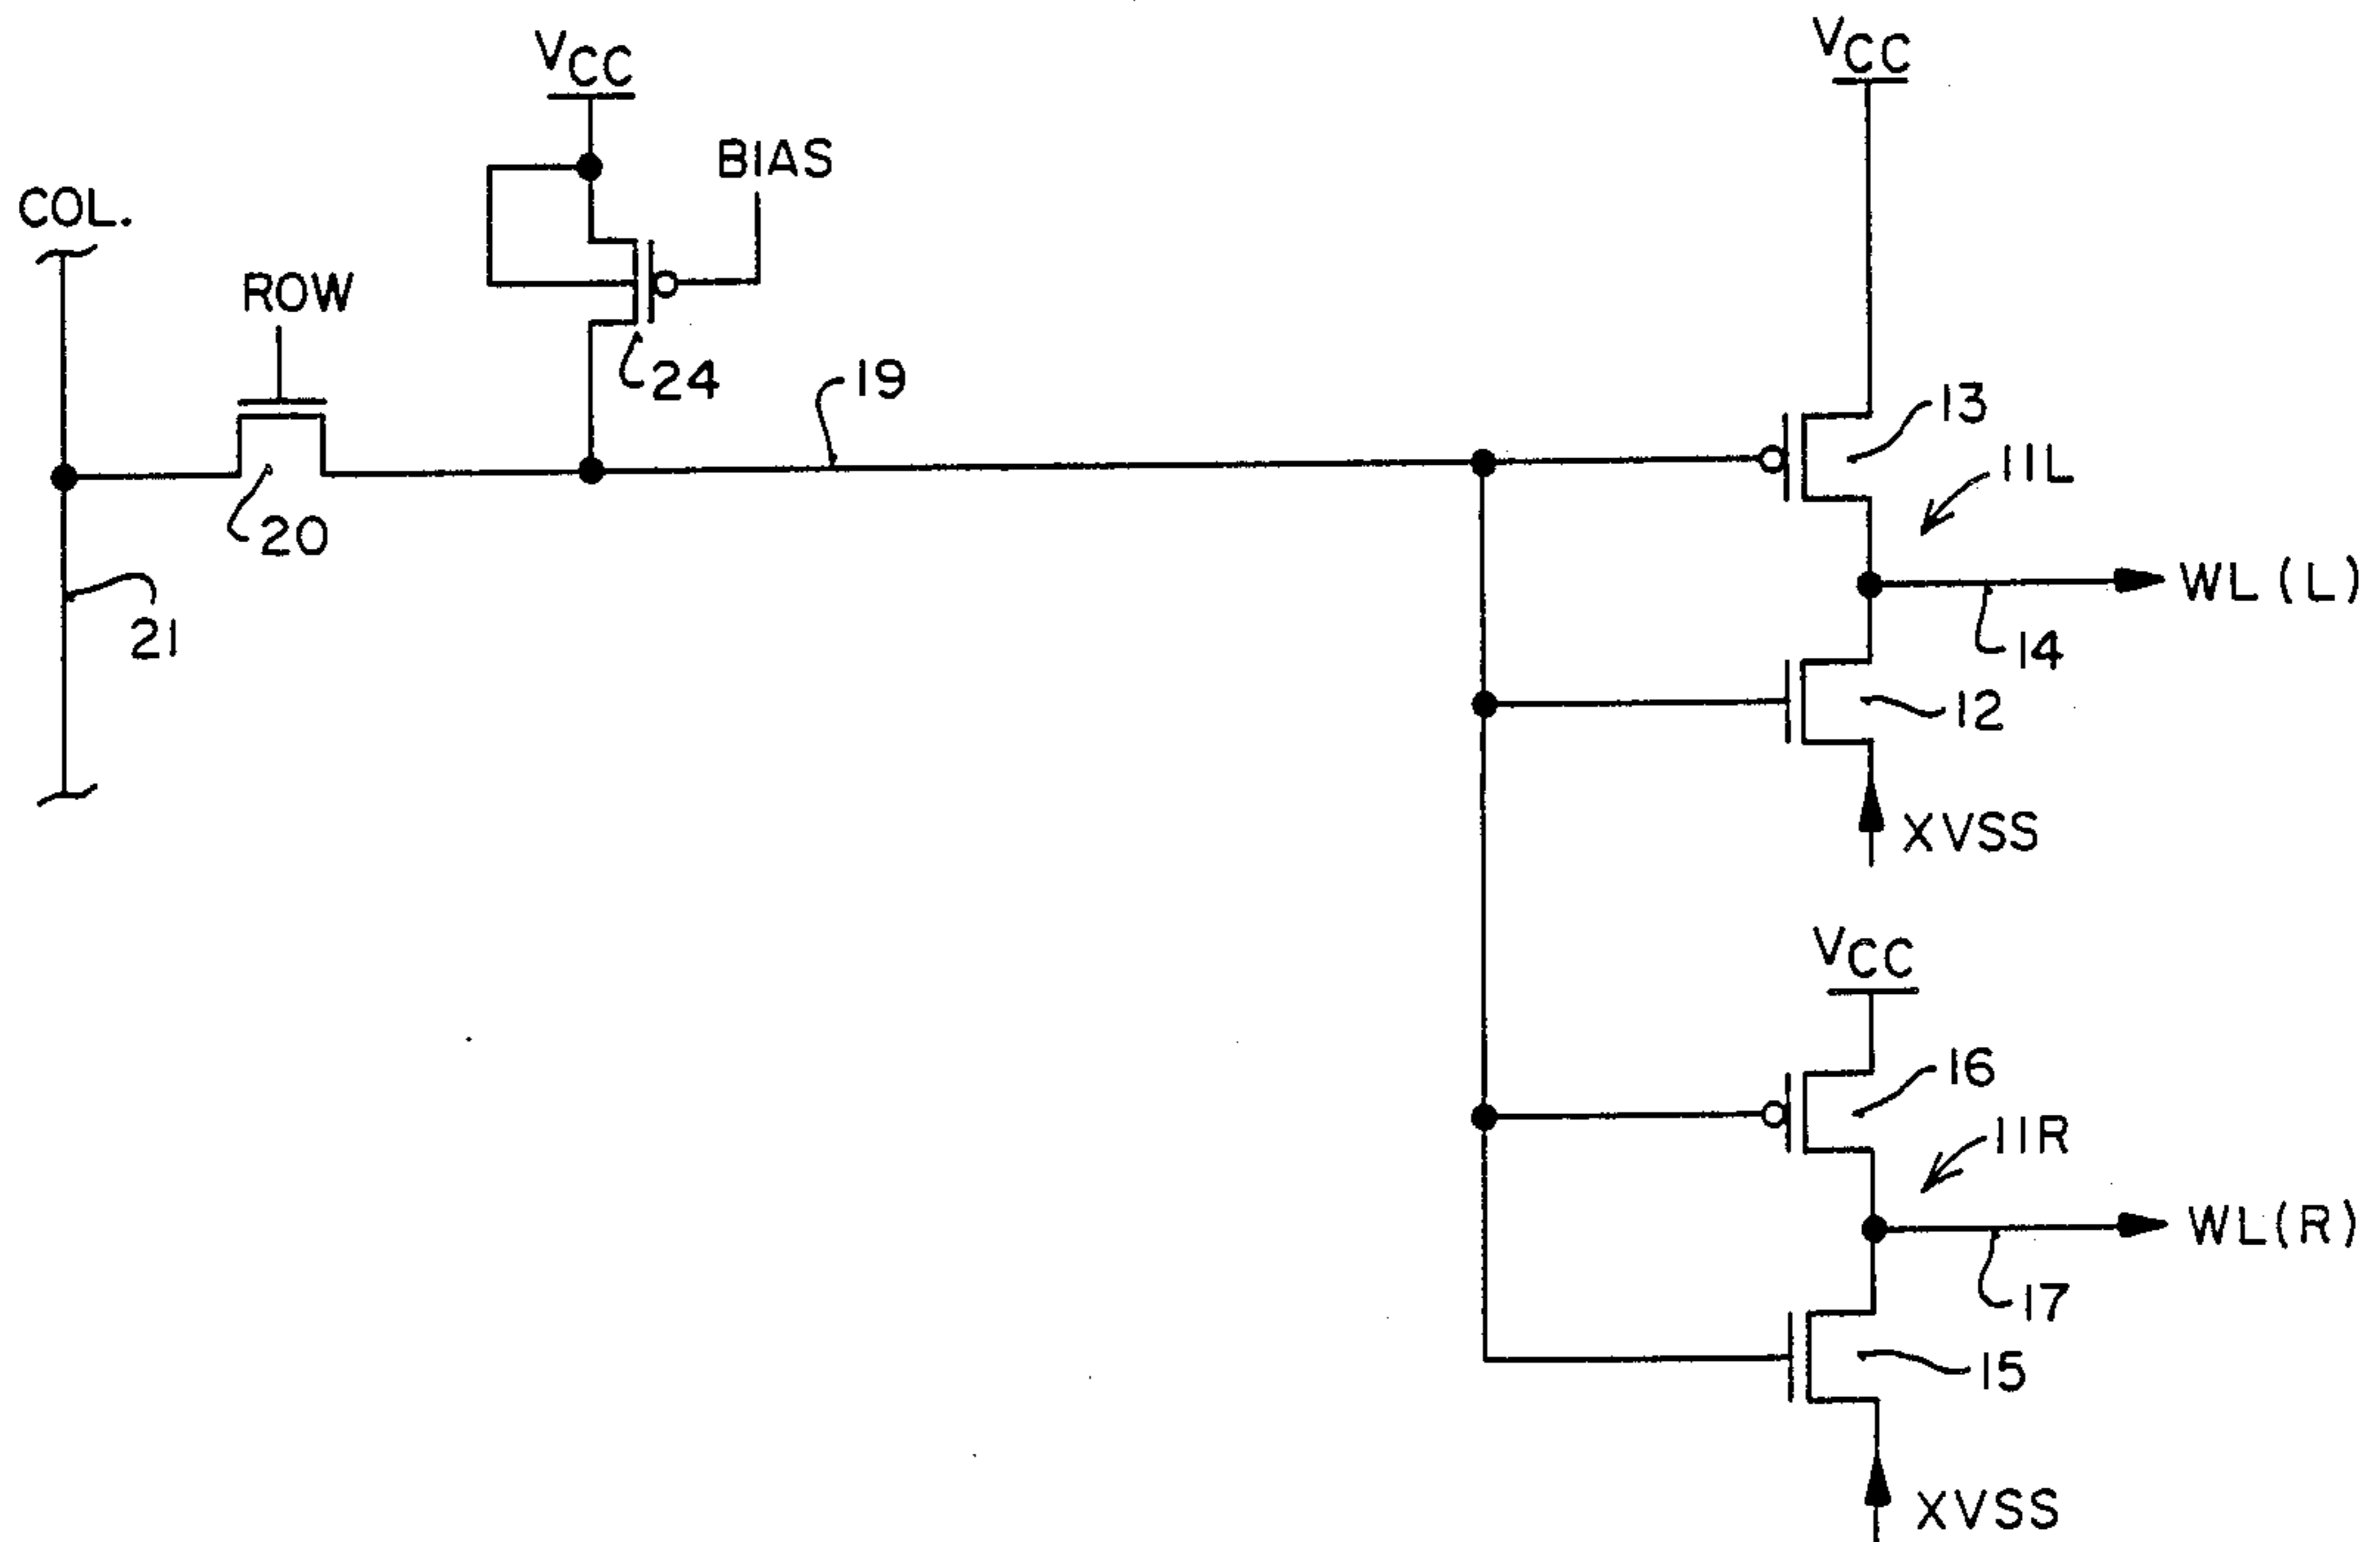 VCC
VCC
BIAS
COL.
ROW
24
19
13
11L
20
WL (L)
21
14
12
XVSS
VCC
16
11R
WL(R)
17
15
XVSS